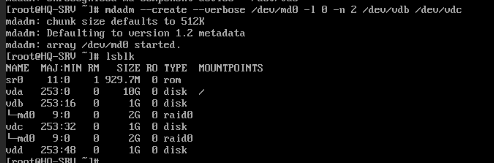 [root@HQ-SRV ~]# mdadm --create --verbose /dev/md0 -l 0 -n 2 /dev/vdb /dev/vdc
mdadm: chunk size defaults to 512K
mdadm: Defaulting to version 1.2 metadata
mdadm: array /dev/md0 started.
[root@HQ-SRV ~]# lsblk
NAME MAJ:MIN RM SIZE RO TYPE MOUNTPOINTS
sr0 11:0 1 929.7M 0 rom
vda 253:0 0 10G 0 disk /
vdb 253:16 0 1G 0 disk
└─md0 9:0 0 2G 0 raid0
vdc 253:32 0 1G 0 disk
└─md0 9:0 0 2G 0 raid0
vdd 253:48 0 1G 0 disk
[root@HQ-SRV ~]#